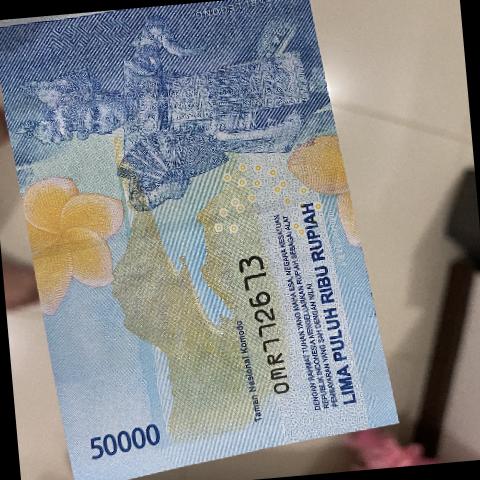 50000
Taman Nasional Komodo
OMR772673
DENGAN RAHMAT TUHAN YANG MAHA ESA, NEGARA KESATUAN
REPUBLIK INDONESIA MENGELUARKAN RUPIAH SEBAGAI ALAT
PEMBAYARAN YANG SAH DENGAN NILAI
LIMA PULUH RIBU RUPIAH